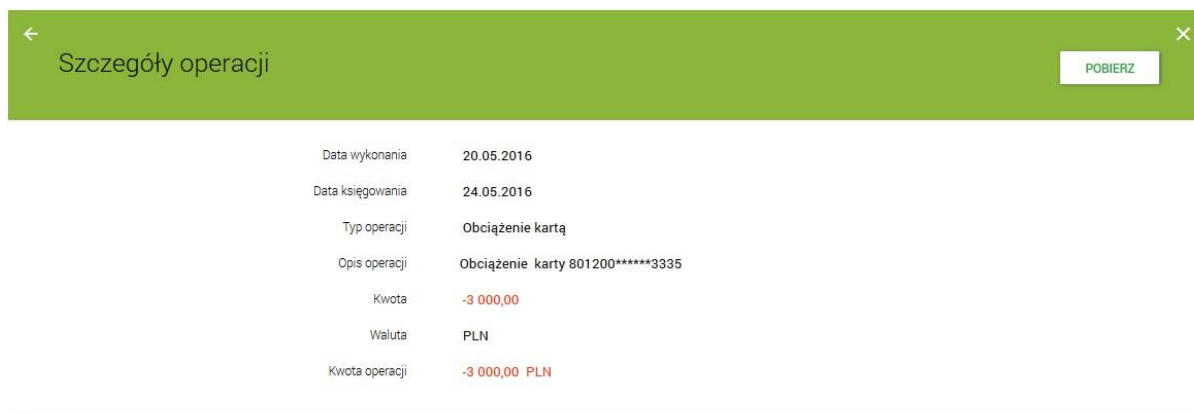 Szczegóły operacji
POBIERZ
Data wykonania 20.05.2016
Data księgowania 24.05.2016
Typ operacji Obciążenie kartą
Opis operacji Obciążenie karty 801200******3335
Kwota -3 000,00
Waluta PLN
Kwota operacji -3 000,00 PLN